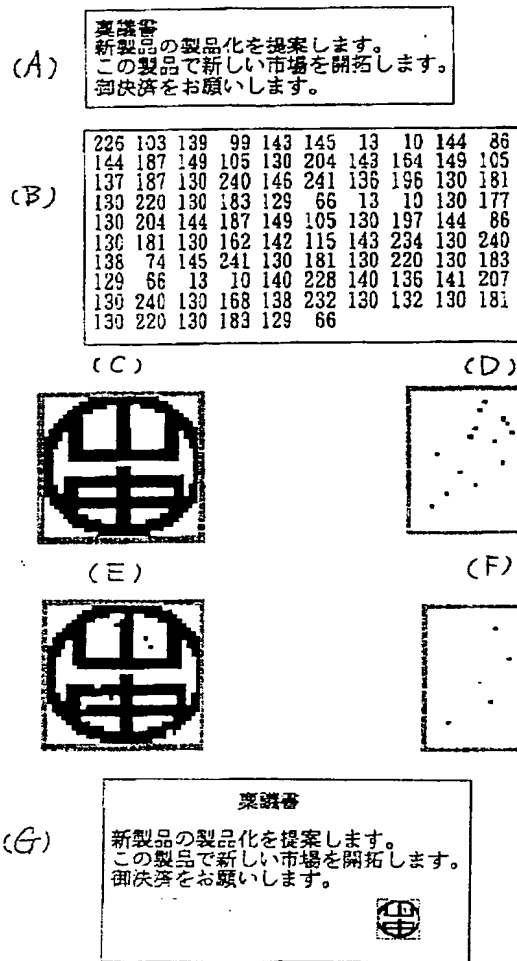 (A)
稟議書
新製品の製品化を提案します。
この製品で新しい市場を開拓します。
御決済をお願いします。
(B)
226 103 139 99 143 145 13 10 144 86
144 187 149 105 130 204 143 164 149 105
137 187 130 240 146 241 136 196 130 181
130 220 130 183 129 66 13 10 130 177
130 204 144 187 149 105 130 197 144 86
130 181 130 162 142 115 143 234 130 240
138 74 145 241 130 181 130 220 130 183
129 66 13 10 140 228 140 136 141 207
130 240 130 168 138 232 130 132 130 181
130 220 130 183 129 66
(C)
(D)
(E)
(F)
(G)
稟議書
新製品の製品化を提案します。
この製品で新しい市場を開拓します。
御決済をお願いします。